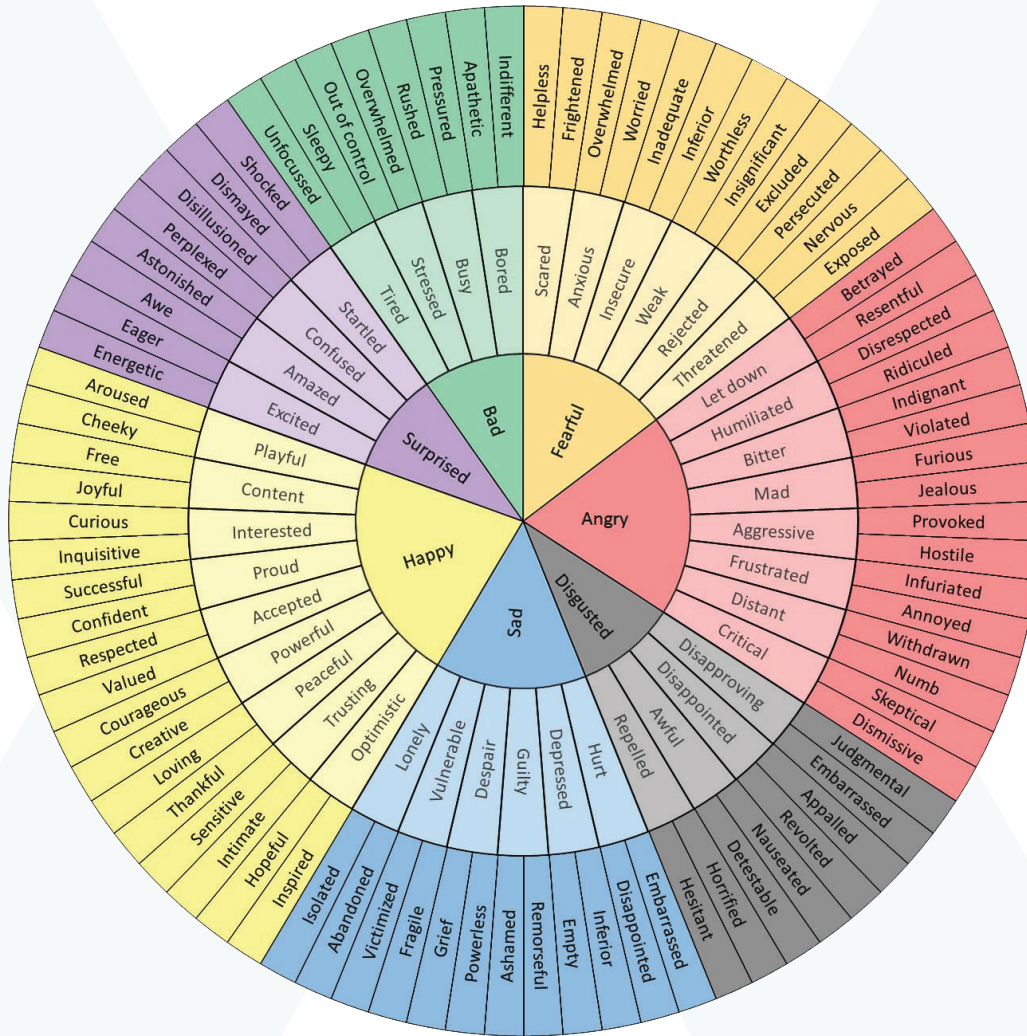 Bad
Fearful
Angry
Disgusted
Sad
Happy
Surprised
Bored
Scared
Anxious
Insecure
Weak
Rejected
Threatened
Let down
Humiliated
Bitter
Mad
Aggressive
Frustrated
Distant
Critical
Disapproving
Disappointed
Awful
Repelled
Hurt
Depressed
Guilty
Despair
Vulnerable
Lonely
Optimistic
Trusting
Peaceful
Powerful
Accepted
Proud
Interested
Content
Playful
Excited
Amazed
Confused
Startled
Tired
Stressed
Busy
Helpless
Frightened
Overwhelmed
Worried
Inadequate
Inferior
Worthless
Insignificant
Excluded
Persecuted
Nervous
Exposed
Betrayed
Resentful
Disrespected
Ridiculed
Indignant
Violated
Furious
Jealous
Provoked
Hostile
Infuriated
Annoyed
Withdrawn
Numb
Skeptical
Dismissive
Judgmental
Embarrassed
Appalled
Revolted
Nauseated
Detestable
Horrified
Hesitant
Embarrassed
Disappointed
Inferior
Empty
Remorseful
Ashamed
Powerless
Grief
Fragile
Victimized
Abandoned
Isolated
Inspired
Hopeful
Intimate
Sensitive
Thankful
Loving
Creative
Courageous
Valued
Respected
Confident
Successful
Inquisitive
Curious
Joyful
Free
Cheeky
Aroused
Energetic
Eager
Awe
Astonished
Perplexed
Disillusioned
Dismayed
Shocked
Unfocussed
Sleepy
Out of control
Overwhelmed
Rushed
Pressured
Apathetic
Indifferent